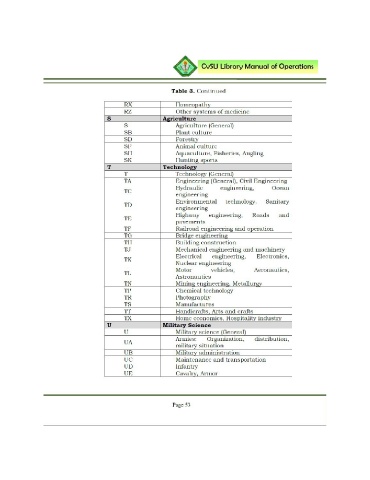 CvSU Library Manual of Operations
Table 3. Continued
RX Homeopathy
RZ Other systems of medicine
S Agriculture
S Agriculture (General)
SB Plant culture
SD Forestry
SF Animal culture
SH Aquaculture, Fisheries, Angling
SK Hunting sports
T Technology
T Technology (General)
TA Engineering (General), Civil Engineering
TC Hydraulic engineering, Ocean
engineering
TD Environmental technology, Sanitary
engineering
TE Highway engineering, Roads and
pavements
TF Railroad engineering and operation
TG Bridge engineering
TH Building construction
TJ Mechanical engineering and machinery
TK Electrical engineering, Electronics,
Nuclear engineering
TL Motor vehicles, Aeronautics,
Astronautics
TN Mining engineering, Metallurgy
TP Chemical technology
TR Photography
TS Manufactures
TT Handicrafts, Arts and crafts
TX Home economics, Hospitality industry
U Military Science
U Military science (General)
UA Armies: Organization, distribution,
military situation
UB Military administration
UC Maintenance and transportation
UD Infantry
UE Cavalry, Armor
Page 53